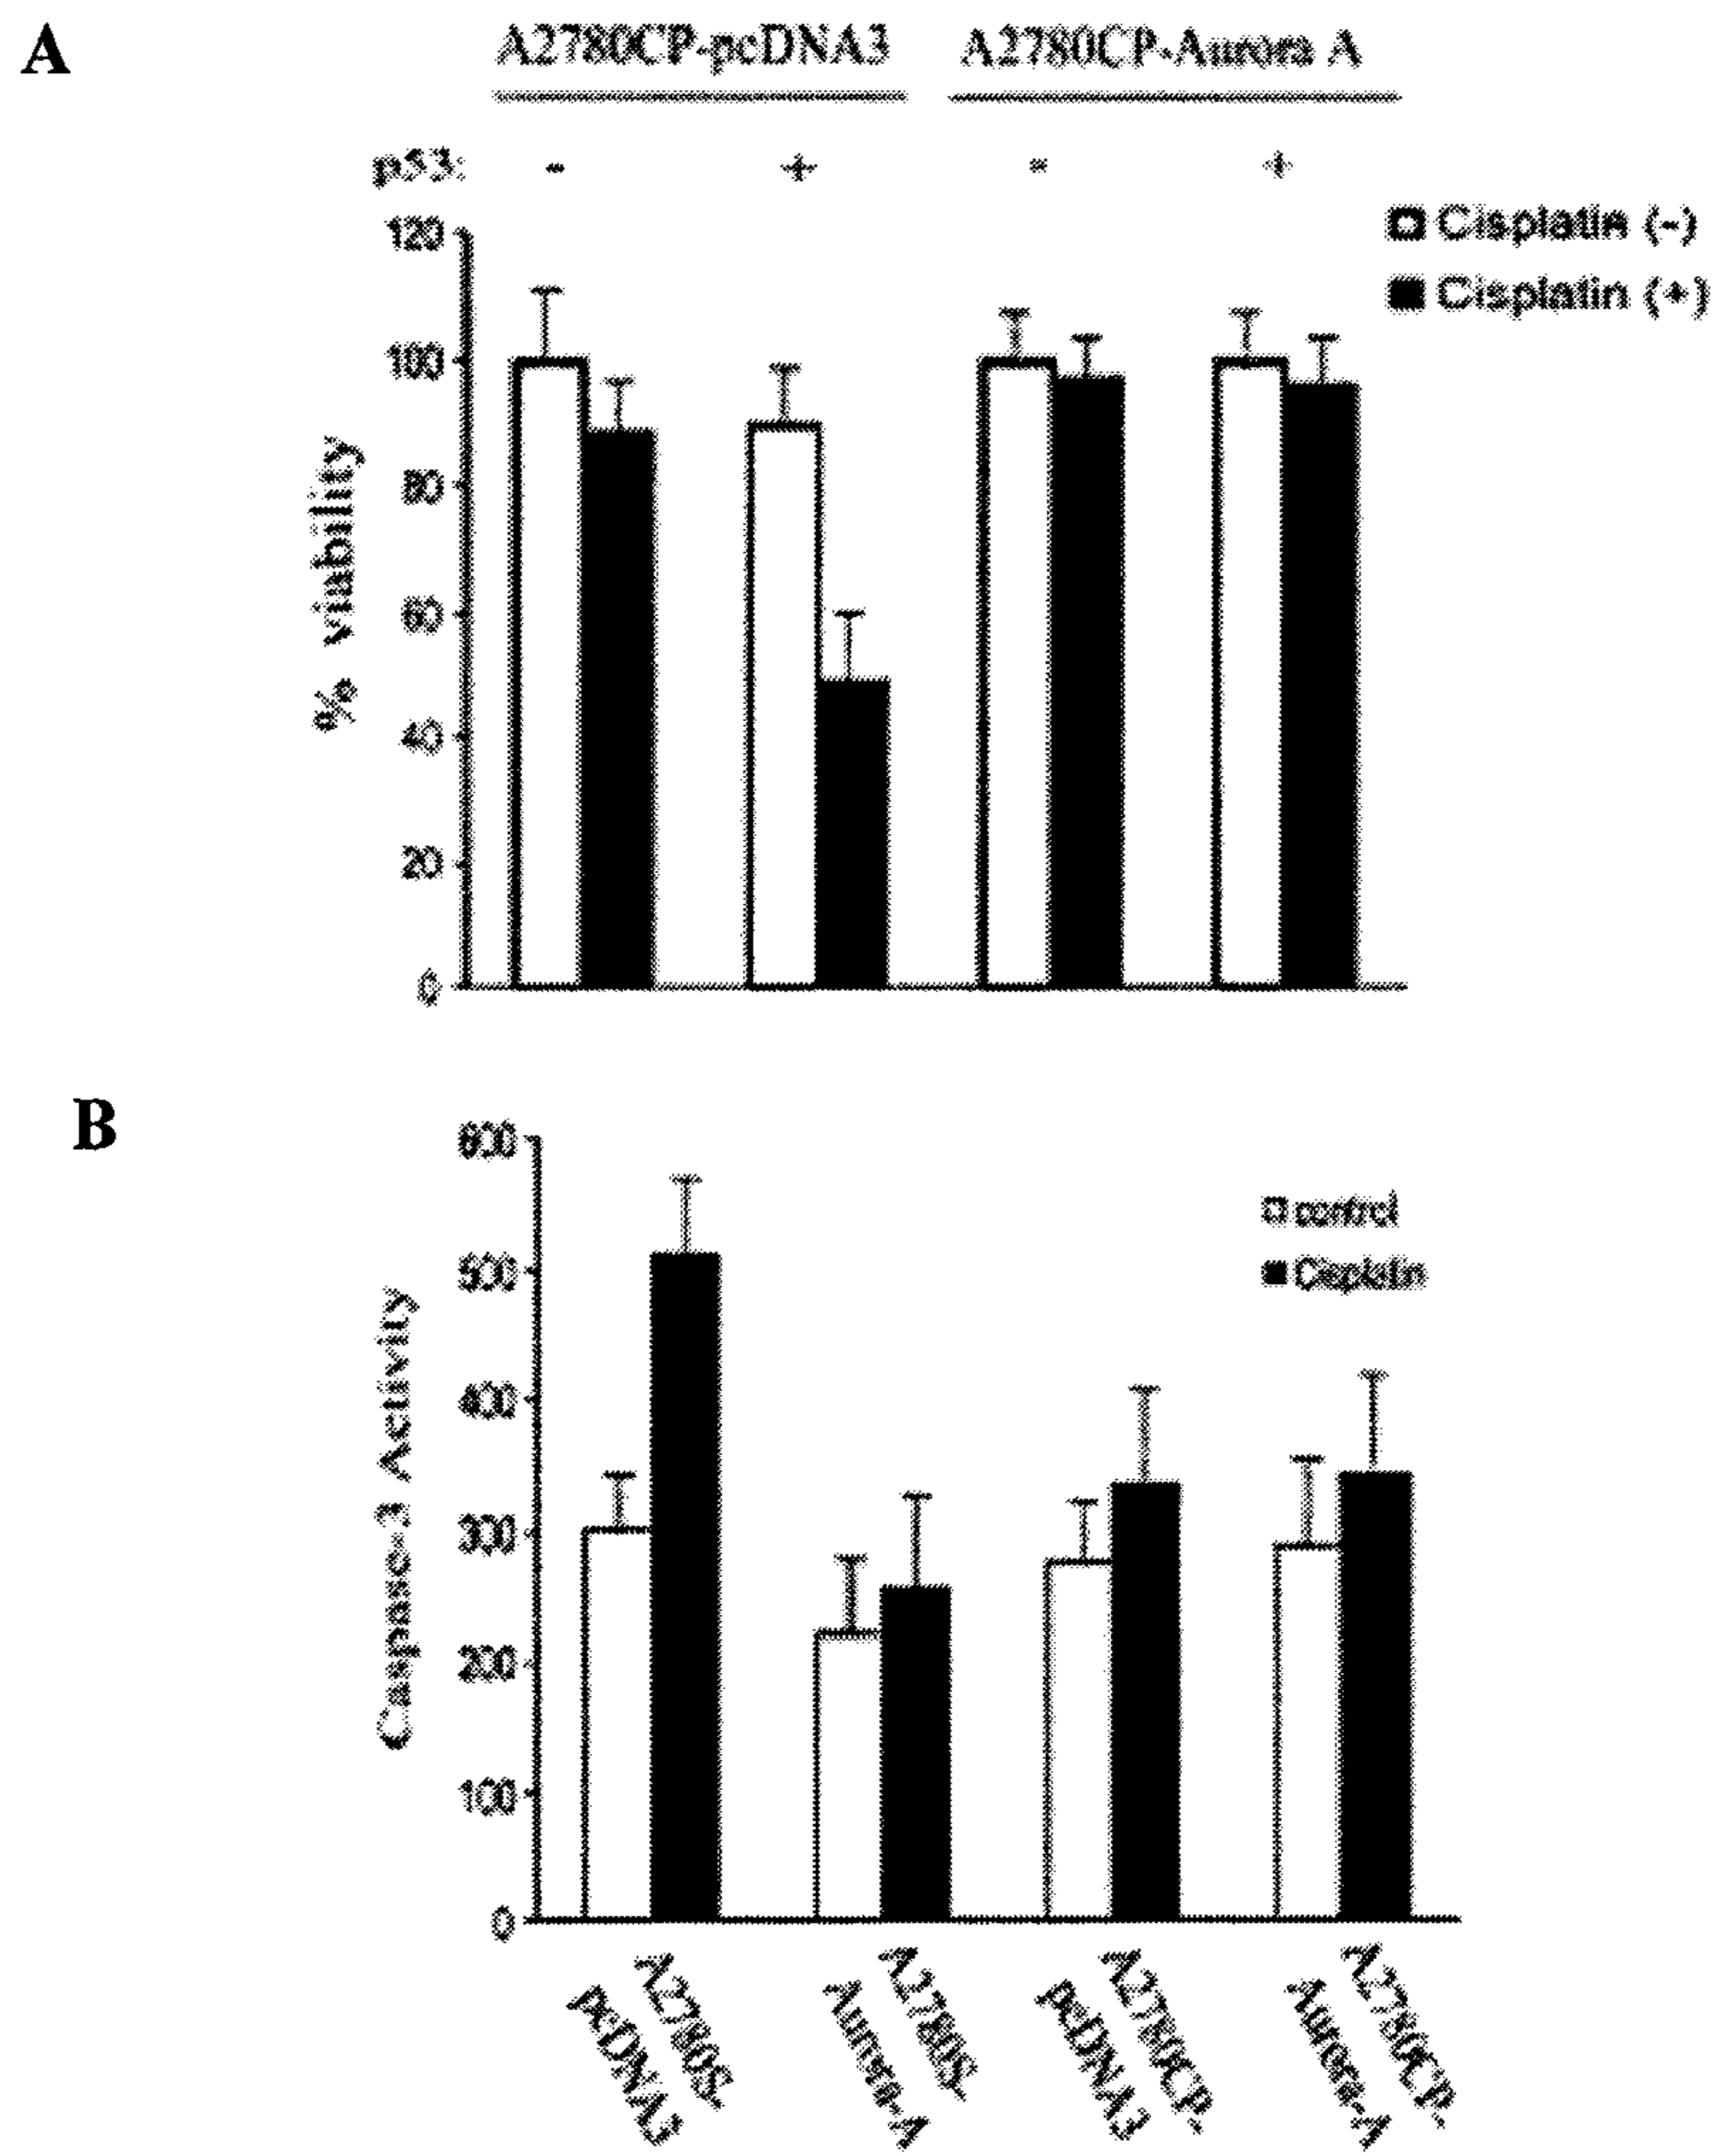 A
A2780CP-pcDNA3 A2780CP-Aurora A
p53: - + - +
Cisplatin (-)
Cisplatin (+)
120
100
80
60
40
20
0
% viability
B
600
500
400
300
200
100
0
Caspase-3 Activity
control
Cisplatin
A2780S-
pcDNA3
A2780S-
Aurora-A
A2780CP-
pcDNA3
A2780CP-
Aurora-A